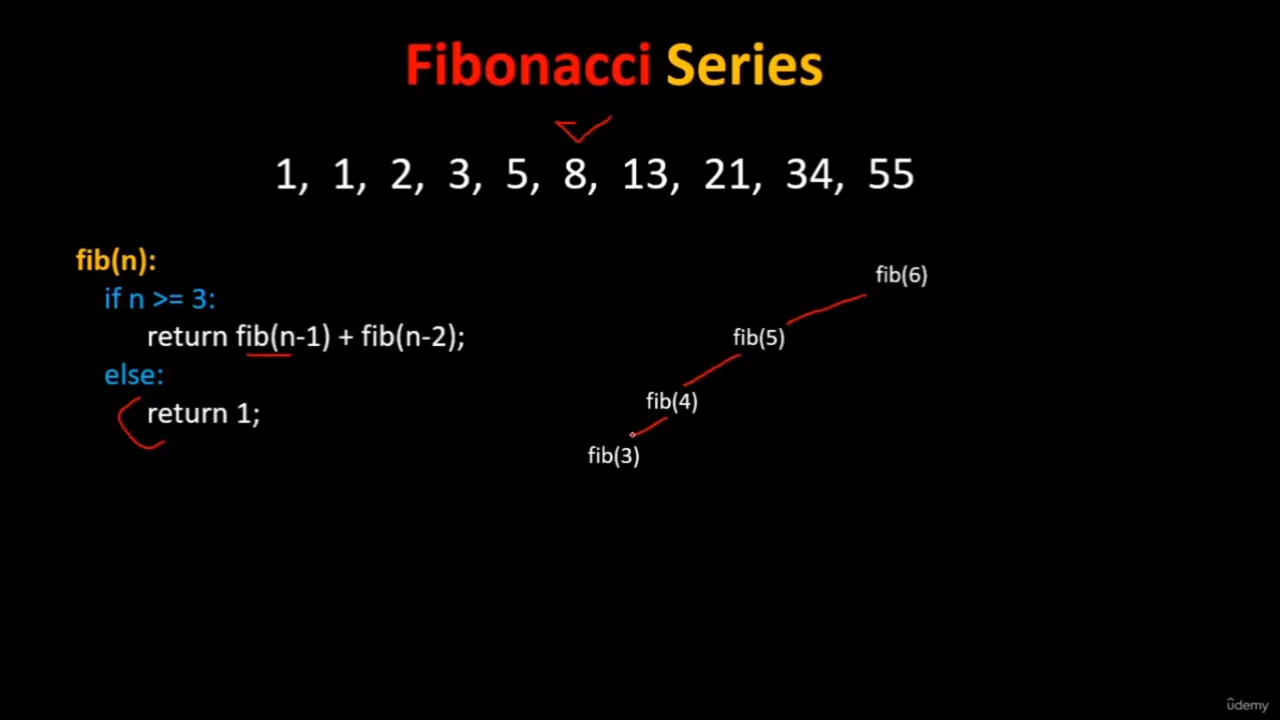 Fibonacci Series
1, 1, 2, 3, 5, 8, 13, 21, 34, 55
fib(n):
if n >= 3:
return fib(n-1) + fib(n-2);
else:
return 1;
fib(6)
fib(5)
fib(4)
fib(3)
ûdemy